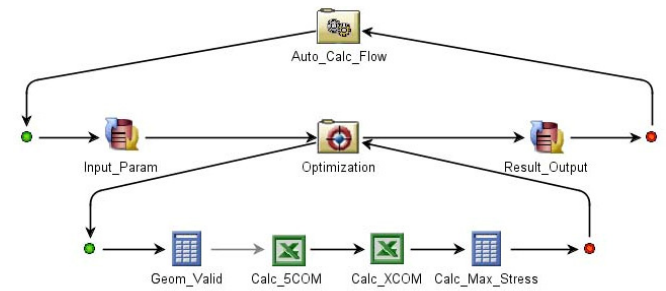 Auto_Calc_Flow
Input_Param
Optimization
Result_Output
Geom_Valid
Calc_5COM
Calc_XCOM
Calc_Max_Stress